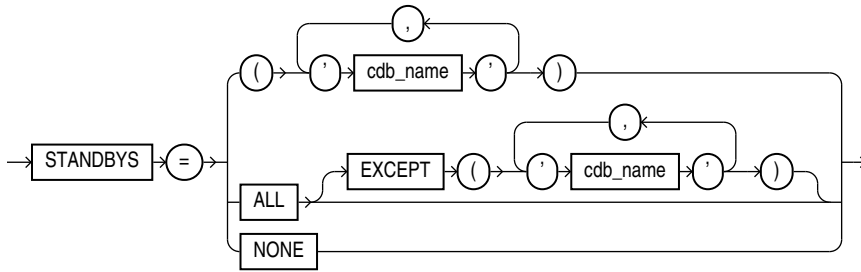 ,
( ' cdb_name ' )
,
STANDBYS = EXCEPT ( ' cdb_name ' )
ALL
NONE